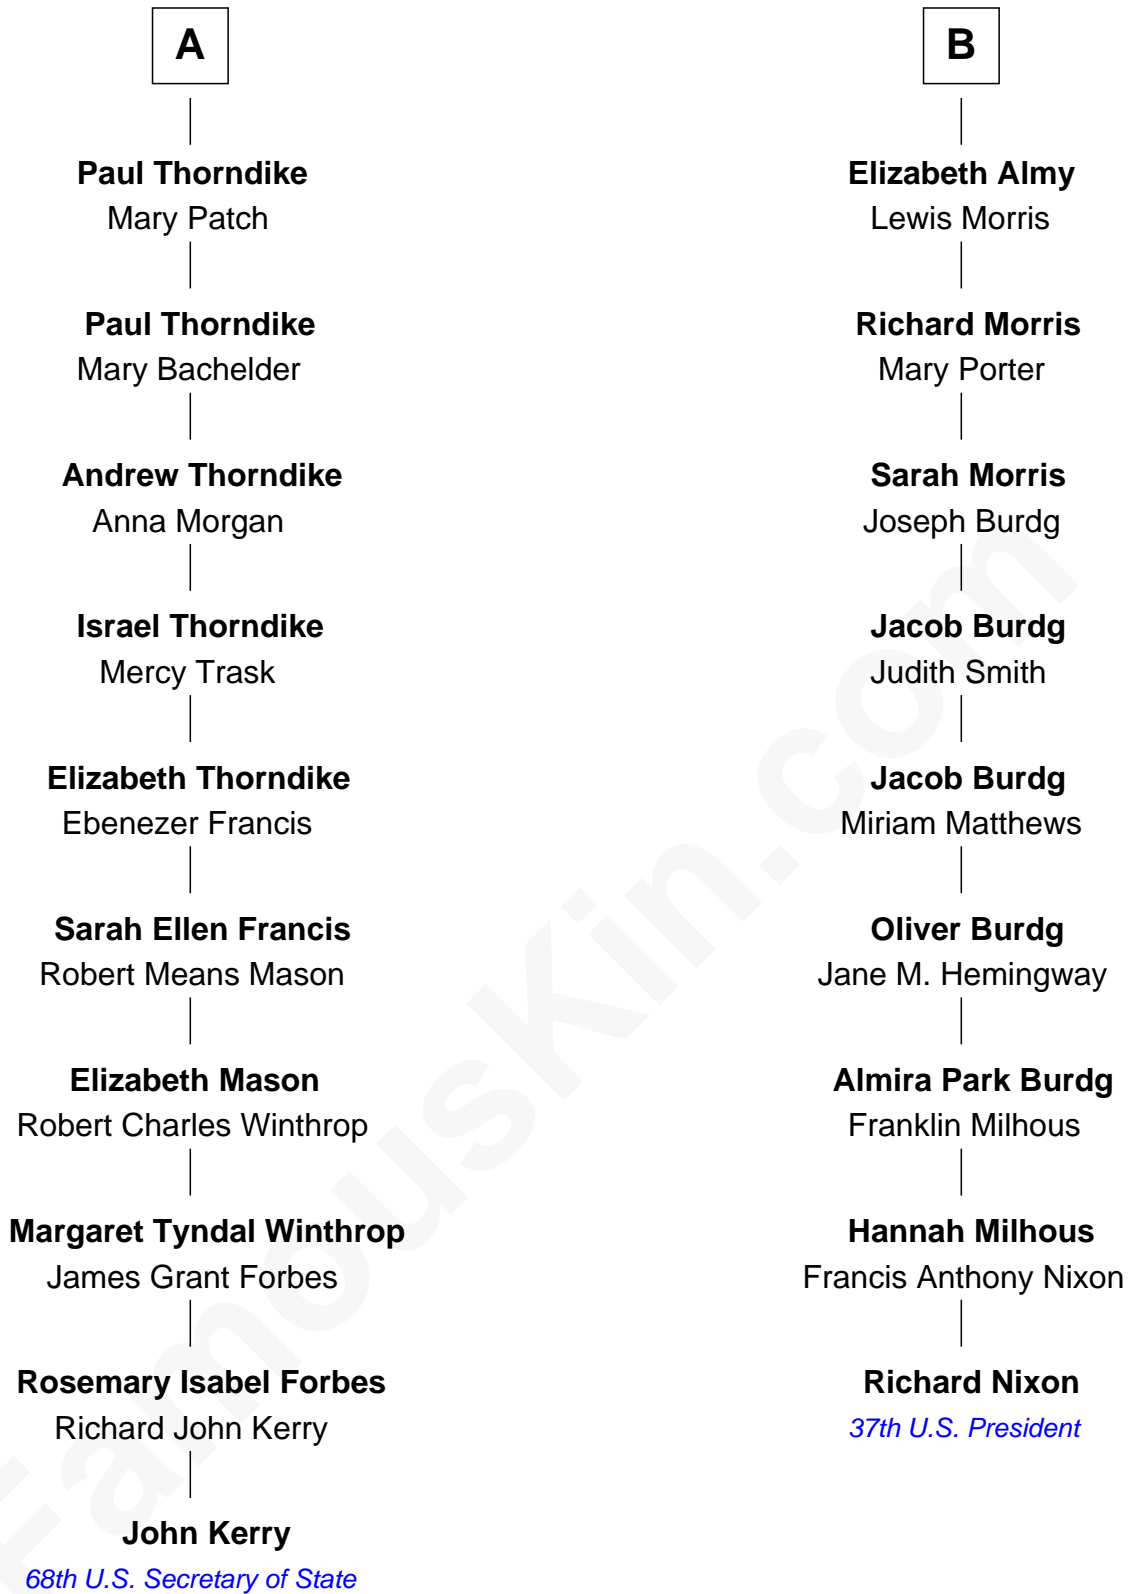 A
Paul Thorndike
Mary Patch
Paul Thorndike
Mary Bachelder
Andrew Thorndike
Anna Morgan
Israel Thorndike
Mercy Trask
Elizabeth Thorndike
Ebenezer Francis
Sarah Ellen Francis
Robert Means Mason
Elizabeth Mason
Robert Charles Winthrop
Margaret Tyndal Winthrop
James Grant Forbes
Rosemary Isabel Forbes
Richard John Kerry
John Kerry
68th U.S. Secretary of State
B
Elizabeth Almy
Lewis Morris
Richard Morris
Mary Porter
Sarah Morris
Joseph Burdg
Jacob Burdg
Judith Smith
Jacob Burdg
Miriam Matthews
Oliver Burdg
Jane M. Hemingway
Almira Park Burdg
Franklin Milhous
Hannah Milhous
Francis Anthony Nixon
Richard Nixon
37th U.S. President
FamousKin.com